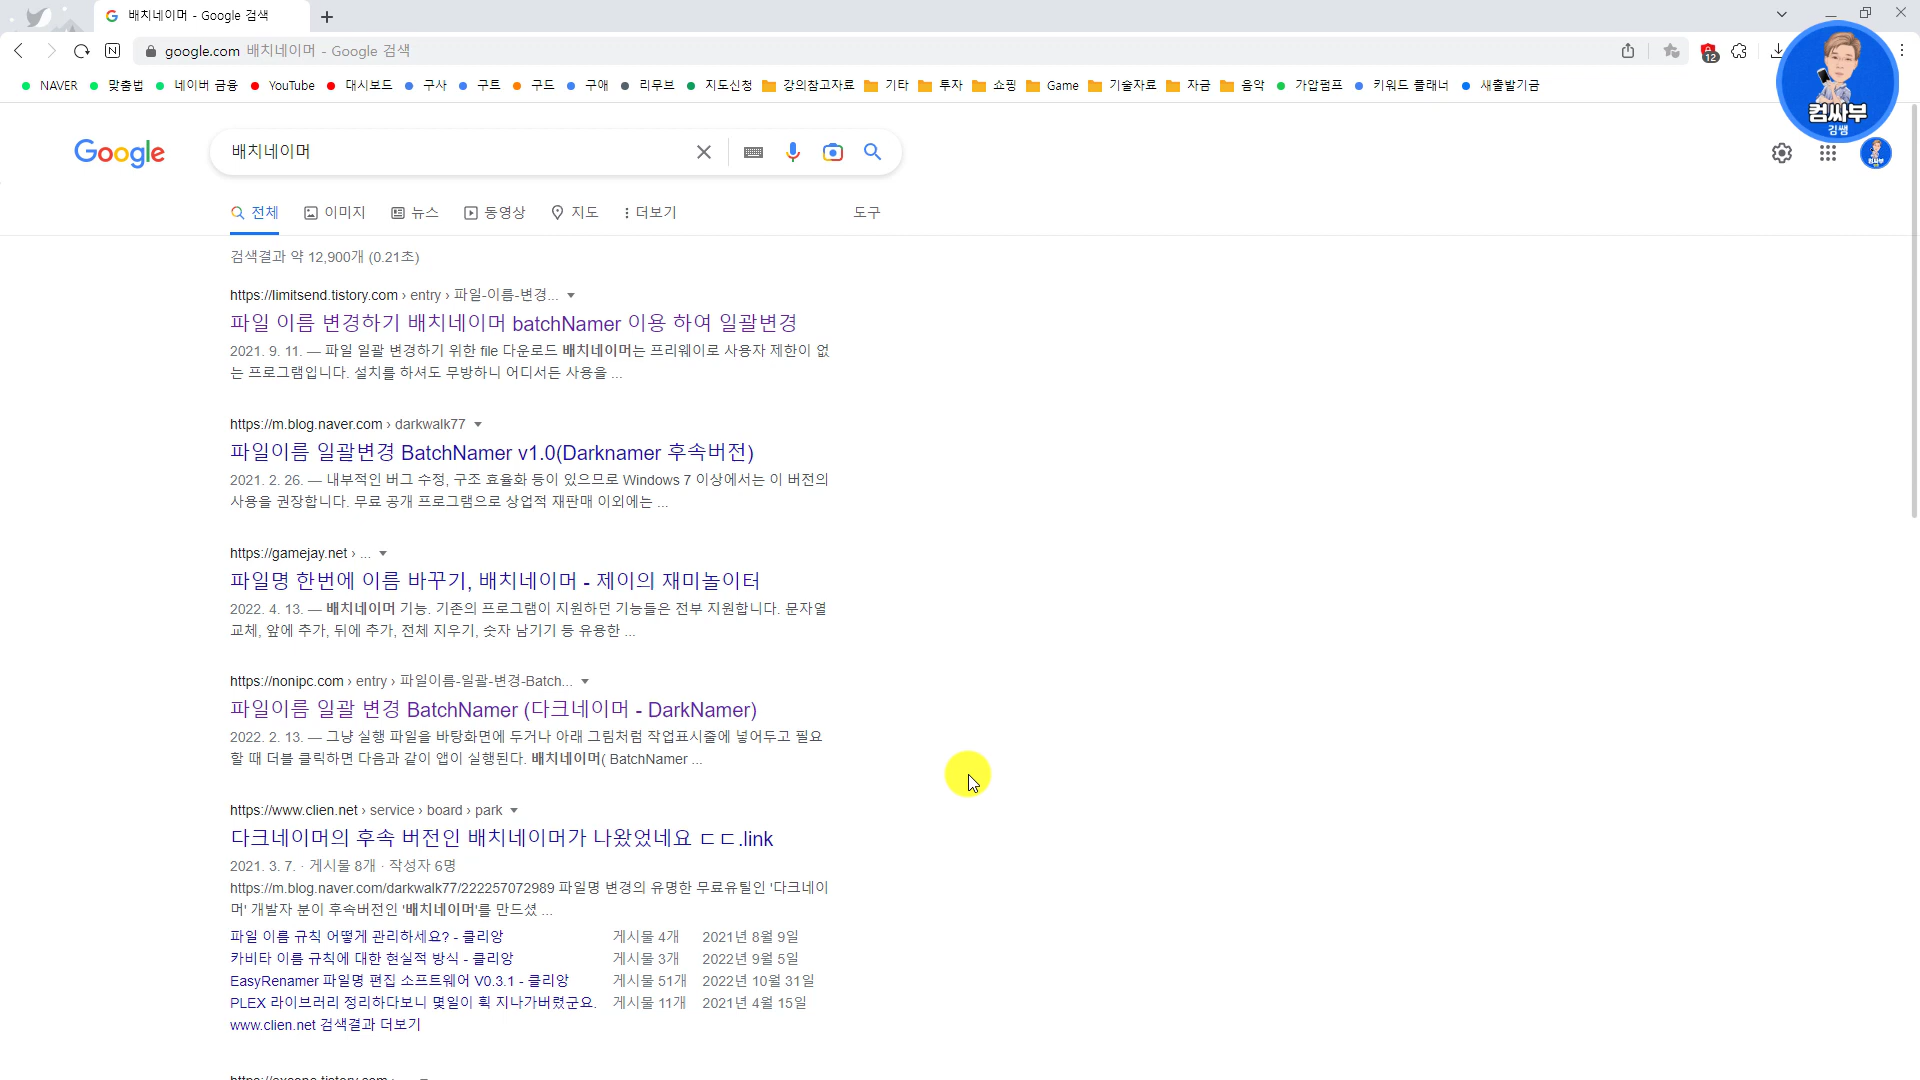 배치네이머 - Google 검색
google.com 배치네이머 - Google 검색
12
NAVER 맞춤법 네이버 금융 YouTube 대시보드 구사 구트 구드 구애 리무브 지도신청 강의참고자료 기타 투자 쇼핑 Game 기술자료 자금 음악 가압펌프 키워드 플래너 새출발기금
컴싸부
김쌤
Google 배치네이머
전체 이미지 뉴스 동영상 지도 더보기 도구
검색결과 약 12,900개 (0.21초)
https://limitsend.tistory.com › entry › 파일-이름-변경...
파일 이름 변경하기 배치네이머 batchNamer 이용 하여 일괄변경
2021. 9. 11. — 파일 일괄 변경하기 위한 file 다운로드 배치네이머는 프리웨이로 사용자 제한이 없
는 프로그램입니다. 설치를 하셔도 무방하니 어디서든 사용을 ...
https://m.blog.naver.com › darkwalk77
파일이름 일괄변경 BatchNamer v1.0(Darknamer 후속버전)
2021. 2. 26. — 내부적인 버그 수정, 구조 효율화 등이 있으므로 Windows 7 이상에서는 이 버전의
사용을 권장합니다. 무료 공개 프로그램으로 상업적 재판매 이외에는 ...
https://gamejay.net › ...
파일명 한번에 이름 바꾸기, 배치네이머 - 제이의 재미놀이터
2022. 4. 13. — 배치네이머 기능. 기존의 프로그램이 지원하던 기능들은 전부 지원합니다. 문자열
교체, 앞에 추가, 뒤에 추가, 전체 지우기, 숫자 남기기 등 유용한 ...
https://nonipc.com › entry › 파일이름-일괄-변경-Batch...
파일이름 일괄 변경 BatchNamer (다크네이머 - DarkNamer)
2022. 2. 13. — 그냥 실행 파일을 바탕화면에 두거나 아래 그림처럼 작업표시줄에 넣어두고 필요
할 때 더블 클릭하면 다음과 같이 앱이 실행된다. 배치네이머( BatchNamer ...
https://www.clien.net › service › board › park
다크네이머의 후속 버전인 배치네이머가 나왔었네요 ㄷㄷ.link
2021. 3. 7. · 게시물 8개 · 작성자 6명
https://m.blog.naver.com/darkwalk77/222257072989 파일명 변경의 유명한 무료유틸인 '다크네이
머' 개발자 분이 후속버전인 '배치네이머'를 만드셨 ...
파일 이름 규칙 어떻게 관리하세요? - 클리앙 게시물 4개 2021년 8월 9일
카비타 이름 규칙에 대한 현실적 방식 - 클리앙 게시물 3개 2022년 9월 5일
EasyRenamer 파일명 편집 소프트웨어 V0.3.1 - 클리앙 게시물 51개 2022년 10월 31일
PLEX 라이브러리 정리하다보니 몇일이 휙 지나가버렸군요. 게시물 11개 2021년 4월 15일
www.clien.net 검색결과 더보기